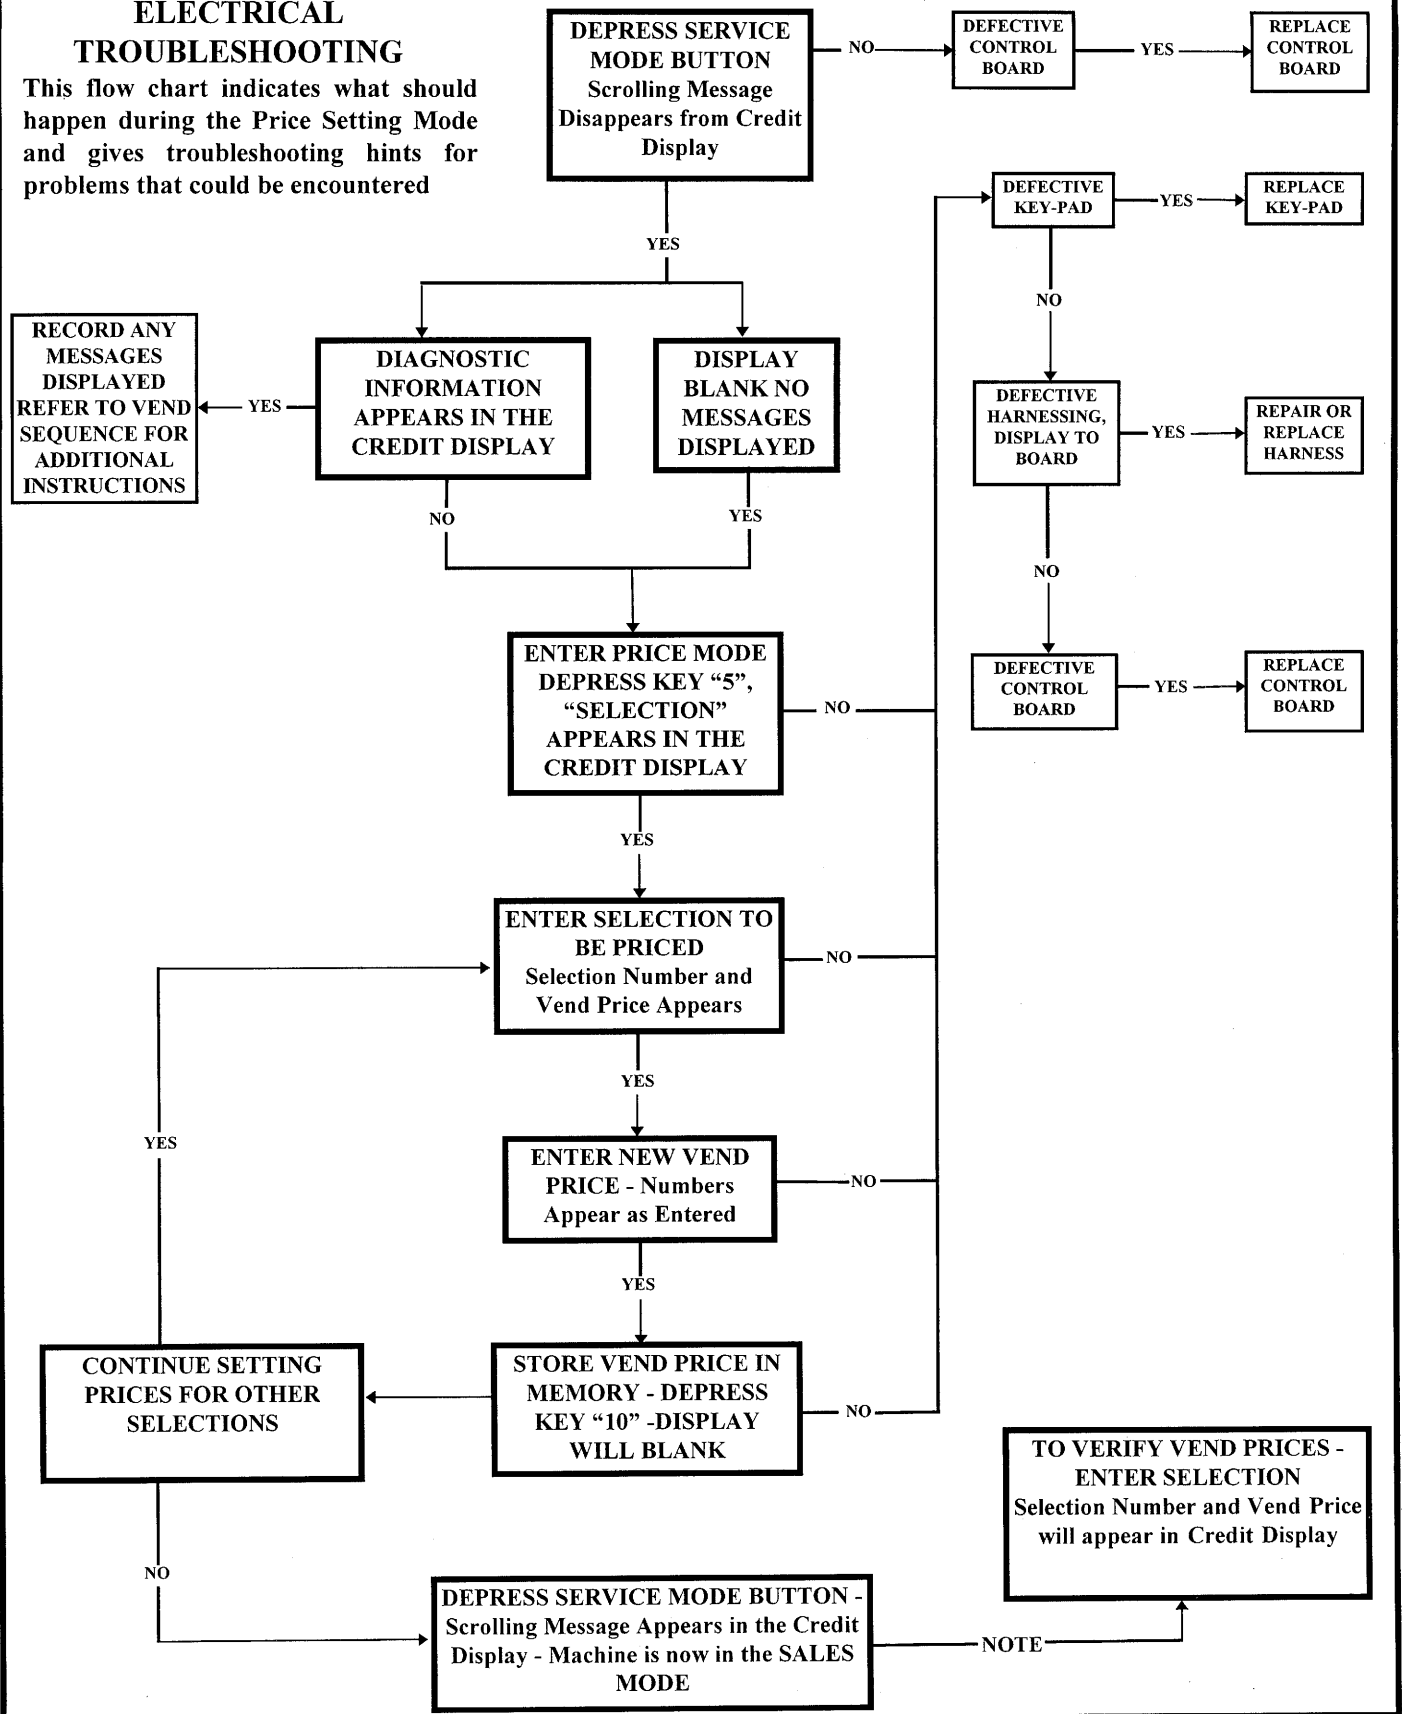 ELECTRICAL
TROUBLESHOOTING
This flow chart indicates what should
happen during the Price Setting Mode
and gives troubleshooting hints for
problems that could be encountered
DEPRESS SERVICE
MODE BUTTON
Scrolling Message
Disappears from Credit
Display
NO
DEFECTIVE
CONTROL
BOARD
YES
REPLACE
CONTROL
BOARD
YES
DEFECTIVE
KEY-PAD
YES
REPLACE
KEY-PAD
NO
RECORD ANY
MESSAGES
DISPLAYED
REFER TO VEND
SEQUENCE FOR
ADDITIONAL
INSTRUCTIONS
YES
DIAGNOSTIC
INFORMATION
APPEARS IN THE
CREDIT DISPLAY
DISPLAY
BLANK NO
MESSAGES
DISPLAYED
DEFECTIVE
HARNESSING,
DISPLAY TO
BOARD
YES
REPAIR OR
REPLACE
HARNESS
NO
YES
NO
ENTER PRICE MODE
DEPRESS KEY “5”,
“SELECTION”
APPEARS IN THE
CREDIT DISPLAY
NO
DEFECTIVE
CONTROL
BOARD
YES
REPLACE
CONTROL
BOARD
YES
ENTER SELECTION TO
BE PRICED
Selection Number and
Vend Price Appears
NO
YES
YES
ENTER NEW VEND
PRICE - Numbers
Appear as Entered
NO
YES
CONTINUE SETTING
PRICES FOR OTHER
SELECTIONS
STORE VEND PRICE IN
MEMORY - DEPRESS
KEY “10” -DISPLAY
WILL BLANK
NO
TO VERIFY VEND PRICES -
ENTER SELECTION
Selection Number and Vend Price
will appear in Credit Display
NO
DEPRESS SERVICE MODE BUTTON -
Scrolling Message Appears in the Credit
Display - Machine is now in the SALES
MODE
NOTE